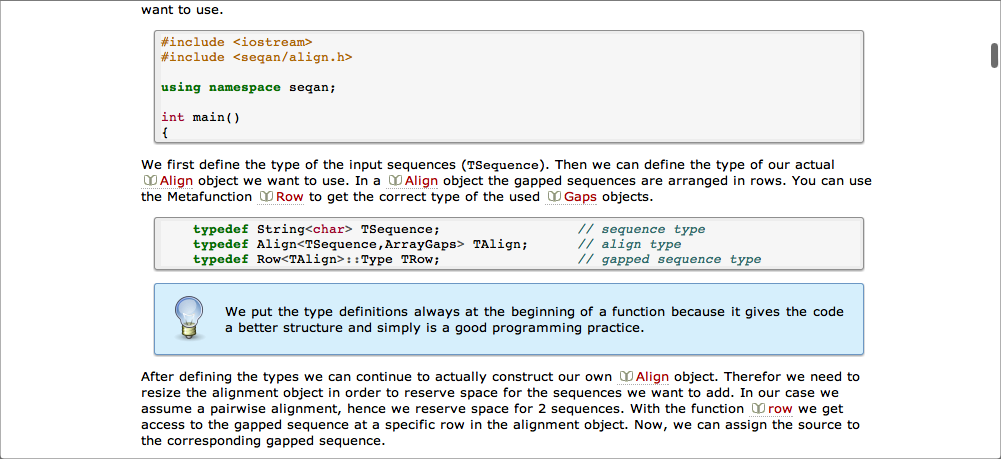 want to use.
#include <iostream>
#include <seqan/align.h>
using namespace seqan;
int main()
{
We first define the type of the input sequences (TSequence). Then we can define the type of our actual
Align object we want to use. In a Align object the gapped sequences are arranged in rows. You can use
the Metafunction Row to get the correct type of the used Gaps objects.
typedef String<char> TSequence; // sequence type
typedef Align<TSequence,ArrayGaps> TAlign; // align type
typedef Row<TAlign>::Type TRow; // gapped sequence type
We put the type definitions always at the beginning of a function because it gives the code
a better structure and simply is a good programming practice.
After defining the types we can continue to actually construct our own Align object. Therefor we need to
resize the alignment object in order to reserve space for the sequences we want to add. In our case we
assume a pairwise alignment, hence we reserve space for 2 sequences. With the function row we get
access to the gapped sequence at a specific row in the alignment object. Now, we can assign the source to
the corresponding gapped sequence.